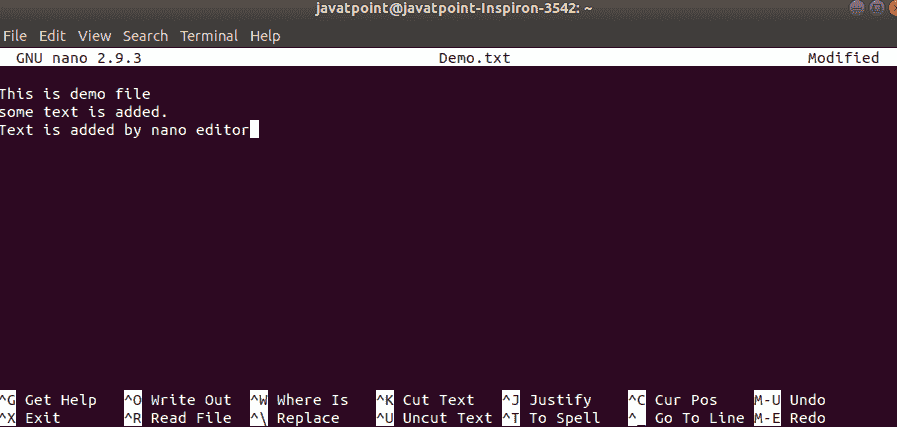 javatpoint@javatpoint-Inspiron-3542: ~
File Edit View Search Terminal Help
GNU nano 2.9.3 Demo.txt Modified
This is demo file
some text is added.
Text is added by nano editor
^G Get Help ^O Write Out ^W Where Is ^K Cut Text ^J Justify ^C Cur Pos M-U Undo
^X Exit ^R Read File ^\ Replace ^U Uncut Text ^T To Spell ^_ Go To Line M-E Redo